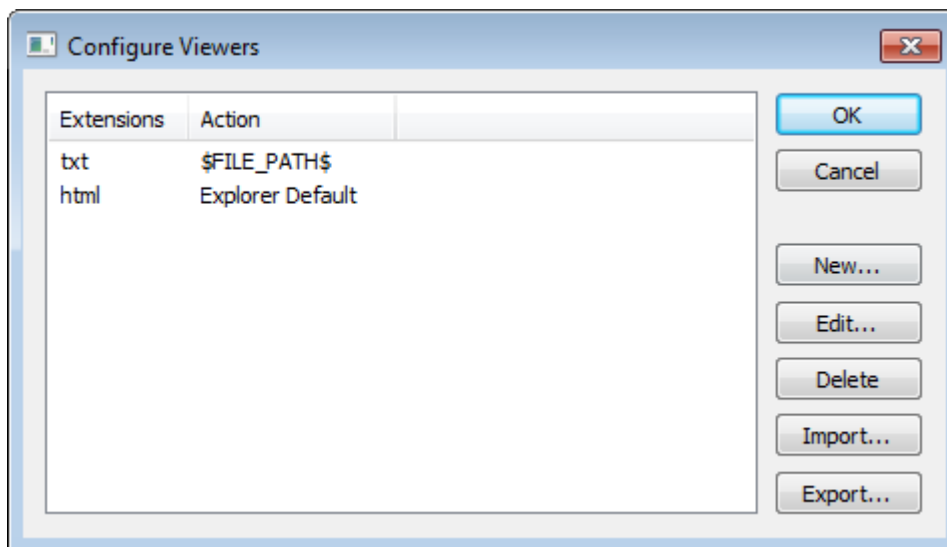 Configure Viewers
Extensions Action
txt $FILE_PATH$
html Explorer Default
OK
Cancel
New...
Edit...
Delete
Import...
Export...